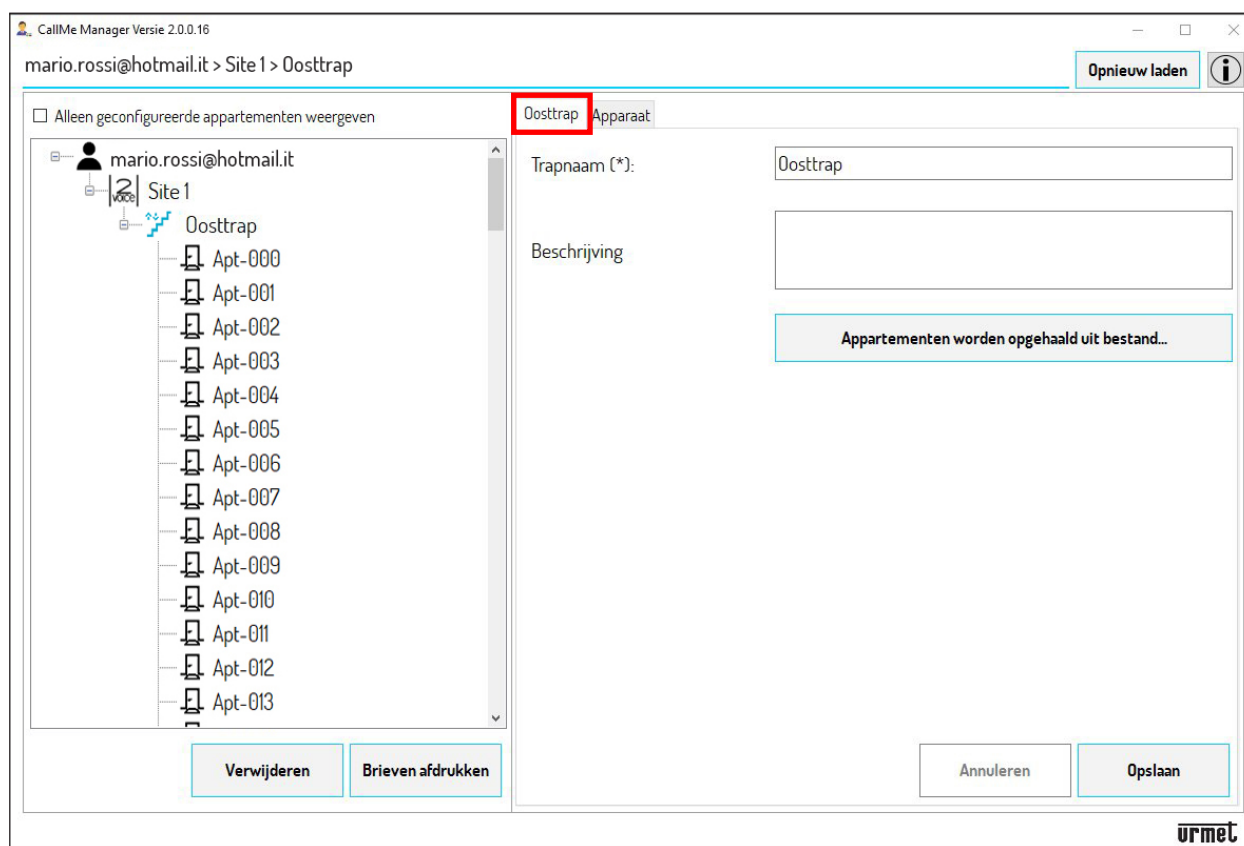 CallMe Manager Versie 2.0.0.16
mario.rossi@hotmail.it > Site 1 > Oosttrap
Opnieuw laden
Alleen geconfigureerde appartementen weergeven
mario.rossi@hotmail.it
2 VOICE Site 1
Oosttrap
Apt-000
Apt-001
Apt-002
Apt-003
Apt-004
Apt-005
Apt-006
Apt-007
Apt-008
Apt-009
Apt-010
Apt-011
Apt-012
Apt-013
Verwijderen
Brieven afdrukken
Oosttrap
Apparaat
Trapnaam (*):
Oosttrap
Beschrijving
Appartementen worden opgehaald uit bestand...
Annuleren
Opslaan
urmet